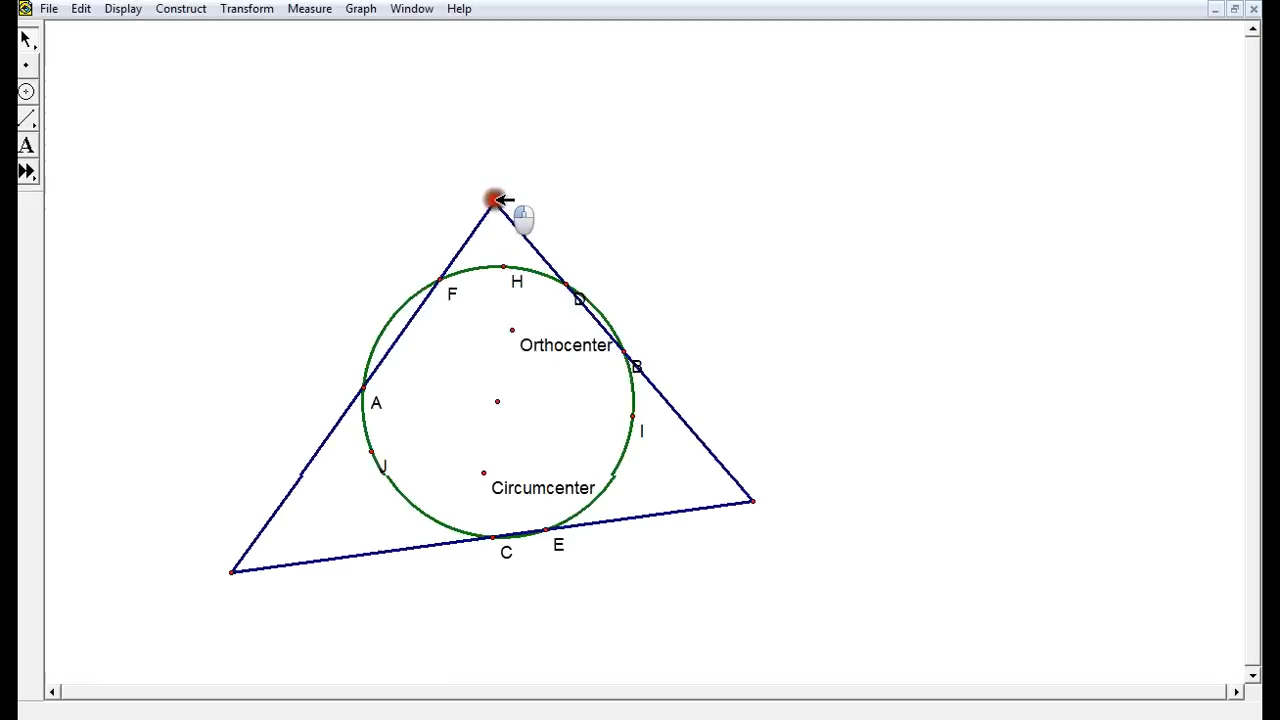 File Edit Display Construct Transform Measure Graph Window Help
A
H
F
D
Orthocenter
B
A
I
J
Circumcenter
C E